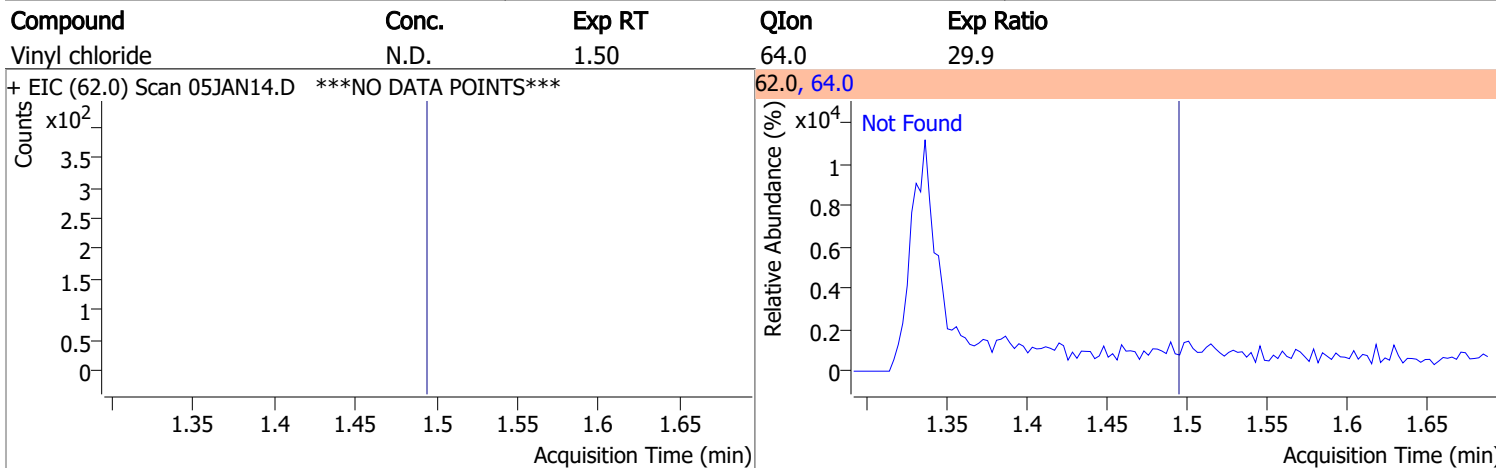 Compound Conc. Exp RT QIon Exp Ratio
Vinyl chloride N.D. 1.50 64.0 29.9
+ EIC (62.0) Scan 05JAN14.D ***NO DATA POINTS***
Counts
x10²
3.5
3
2.5
2
1.5
1
0.5
0
1.35 1.4 1.45 1.5 1.55 1.6 1.65
Acquisition Time (min)
62.0, 64.0
Relative Abundance (%)
x10⁴
Not Found
1
0.8
0.6
0.4
0.2
0
1.35 1.4 1.45 1.5 1.55 1.6 1.65
Acquisition Time (min)